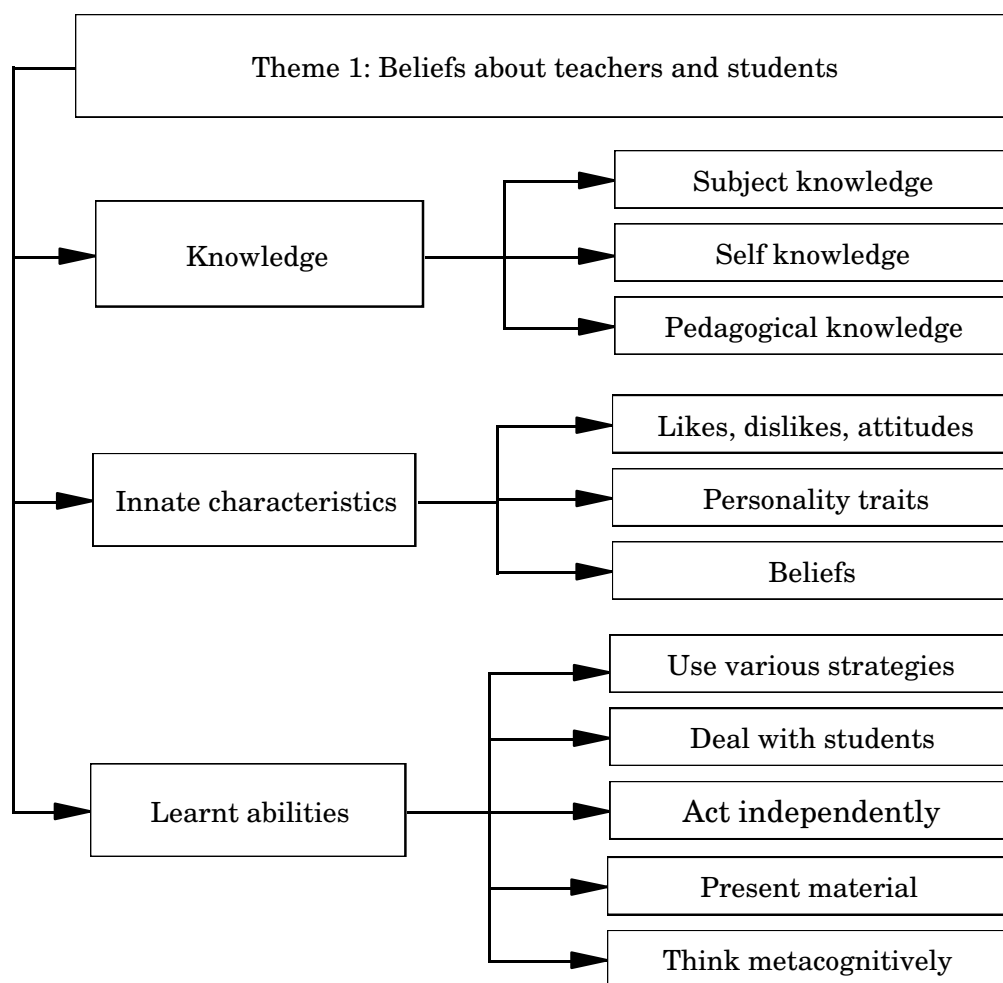 Theme 1: Beliefs about teachers and students
Knowledge
Subject knowledge
Self knowledge
Pedagogical knowledge
Innate characteristics
Likes, dislikes, attitudes
Personality traits
Beliefs
Learnt abilities
Use various strategies
Deal with students
Act independently
Present material
Think metacognitively